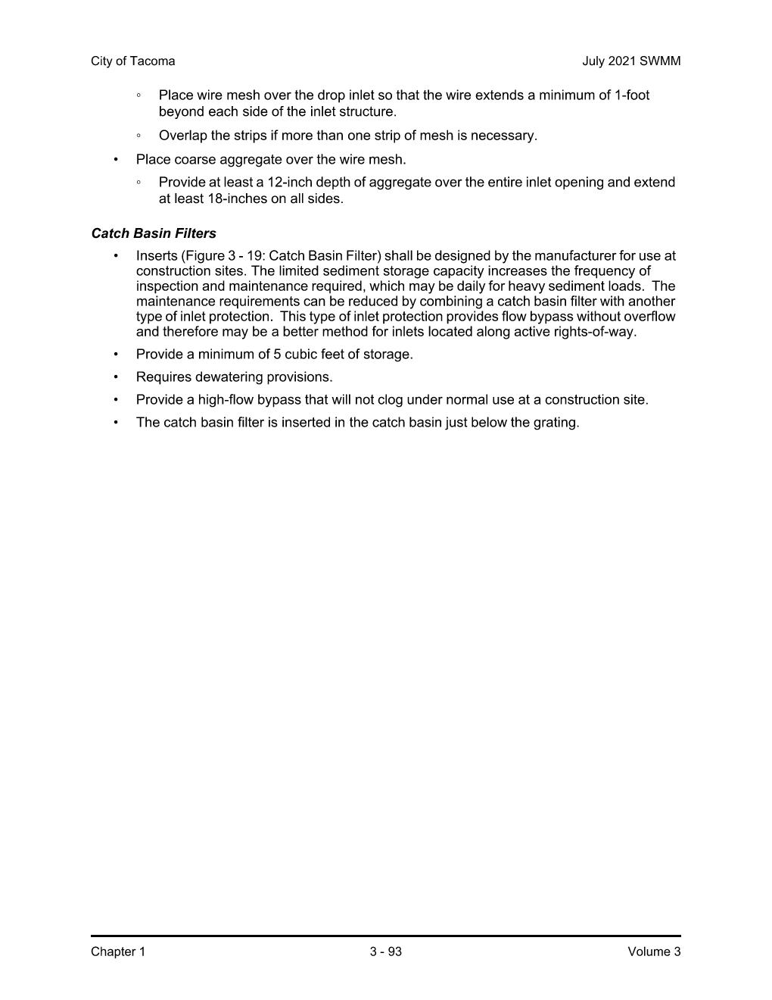 City of Tacoma July 2021 SWMM
◦ Place wire mesh over the drop inlet so that the wire extends a minimum of 1-foot
beyond each side of the inlet structure.
◦ Overlap the strips if more than one strip of mesh is necessary.
• Place coarse aggregate over the wire mesh.
◦ Provide at least a 12-inch depth of aggregate over the entire inlet opening and extend
at least 18-inches on all sides.
Catch Basin Filters
• Inserts (Figure 3 - 19: Catch Basin Filter) shall be designed by the manufacturer for use at
construction sites. The limited sediment storage capacity increases the frequency of
inspection and maintenance required, which may be daily for heavy sediment loads.  The
maintenance requirements can be reduced by combining a catch basin filter with another
type of inlet protection.  This type of inlet protection provides flow bypass without overflow
and therefore may be a better method for inlets located along active rights-of-way.
• Provide a minimum of 5 cubic feet of storage.
• Requires dewatering provisions.
• Provide a high-flow bypass that will not clog under normal use at a construction site.
• The catch basin filter is inserted in the catch basin just below the grating.
Chapter 1 3 - 93 Volume 3